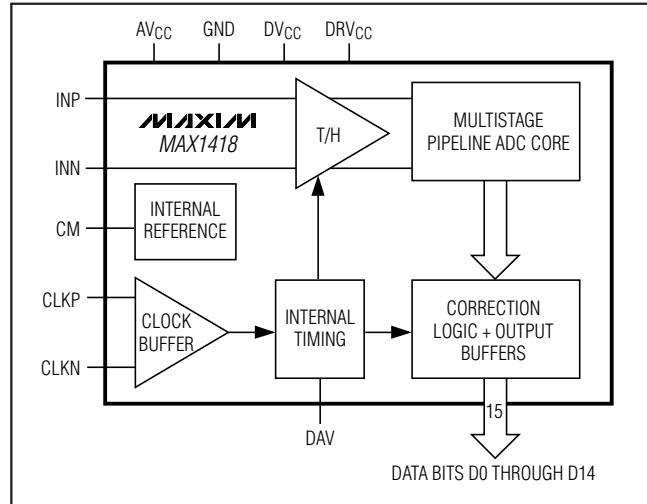 AVCC GND DVCC DRVCC
INP
MAXIM
MAX1418
T/H
MULTISTAGE
PIPELINE ADC CORE
INN
CM
INTERNAL
REFERENCE
CLKP
CLOCK
BUFFER
INTERNAL
TIMING
CORRECTION
LOGIC + OUTPUT
BUFFERS
CLKN
15
DAV
DATA BITS D0 THROUGH D14